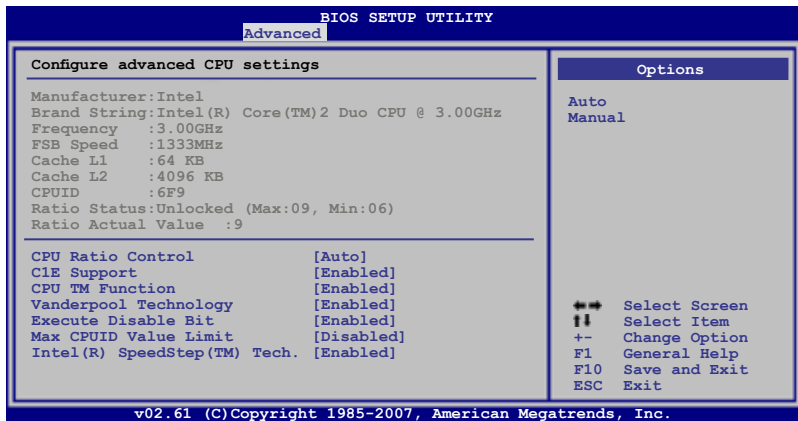 BIOS SETUP UTILITY
Advanced
Configure advanced CPU settings
Manufacturer:Intel
Brand String:Intel(R) Core(TM)2 Duo CPU @ 3.00GHz
Frequency :3.00GHz
FSB Speed :1333MHz
Cache L1 :64 KB
Cache L2 :4096 KB
CPUID :6F9
Ratio Status:Unlocked (Max:09, Min:06)
Ratio Actual Value :9
CPU Ratio Control [Auto]
C1E Support [Enabled]
CPU TM Function [Enabled]
Vanderpool Technology [Enabled]
Execute Disable Bit [Enabled]
Max CPUID Value Limit [Disabled]
Intel(R) SpeedStep(TM) Tech. [Enabled]
Options
Auto
Manual
Select Screen
Select Item
+- Change Option
F1 General Help
F10 Save and Exit
ESC Exit
v02.61 (C)Copyright 1985-2007, American Megatrends, Inc.